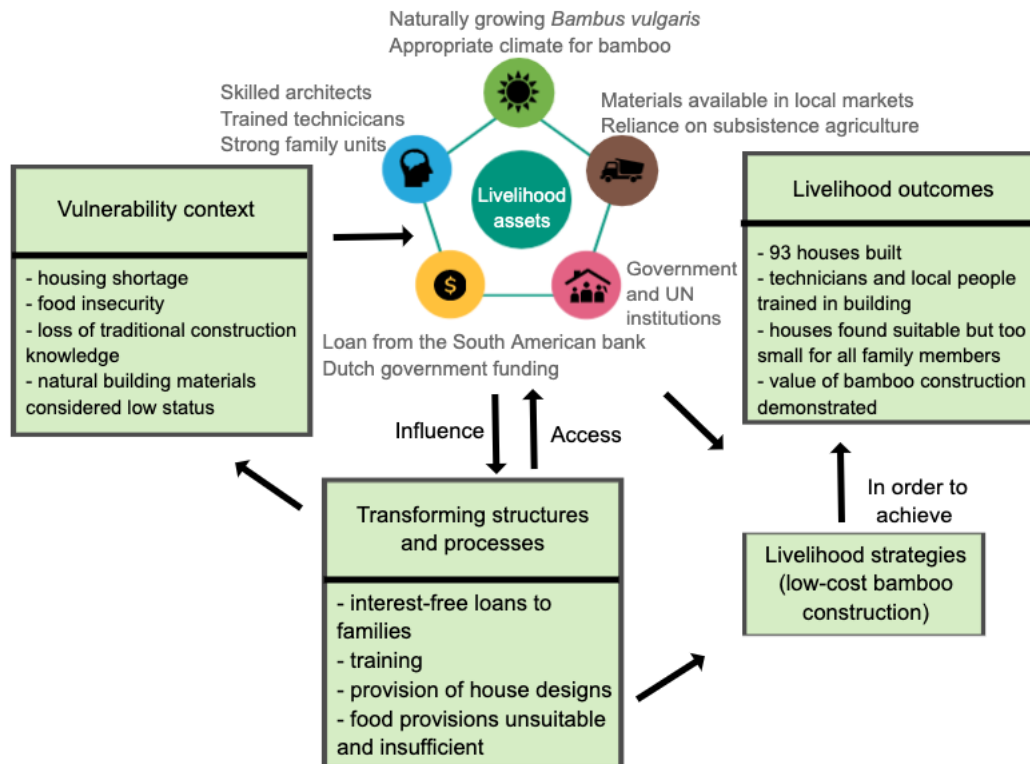 Naturally growing Bambus vulgaris
Appropriate climate for bamboo
Skilled architects
Trained technicicans
Strong family units
Materials available in local markets
Reliance on subsistence agriculture
Livelihood
assets
$
Government
and UN
institutions
Loan from the South American bank
Dutch government funding
Vulnerability context
- housing shortage
- food insecurity
- loss of traditional construction
knowledge
- natural building materials
considered low status
Influence
Access
Transforming structures
and processes
- interest-free loans to
families
- training
- provision of house designs
- food provisions unsuitable
and insufficient
Livelihood outcomes
- 93 houses built
- technicians and local people
trained in building
- houses found suitable but too
small for all family members
- value of bamboo construction
demonstrated
In order to
achieve
Livelihood strategies
(low-cost bamboo
construction)